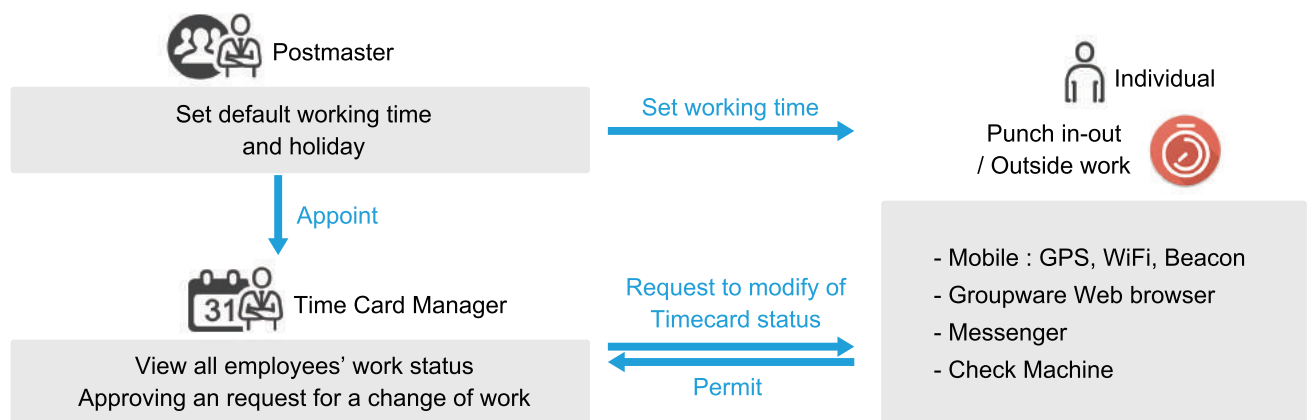 Postmaster
Set default working time
and holiday
Set working time
Individual
Punch in-out
/ Outside work
Appoint
31
Time Card Manager
View all employees’ work status
Approving an request for a change of work
Request to modify of
Timecard status
Permit
- Mobile : GPS, WiFi, Beacon
- Groupware Web browser
- Messenger
- Check Machine